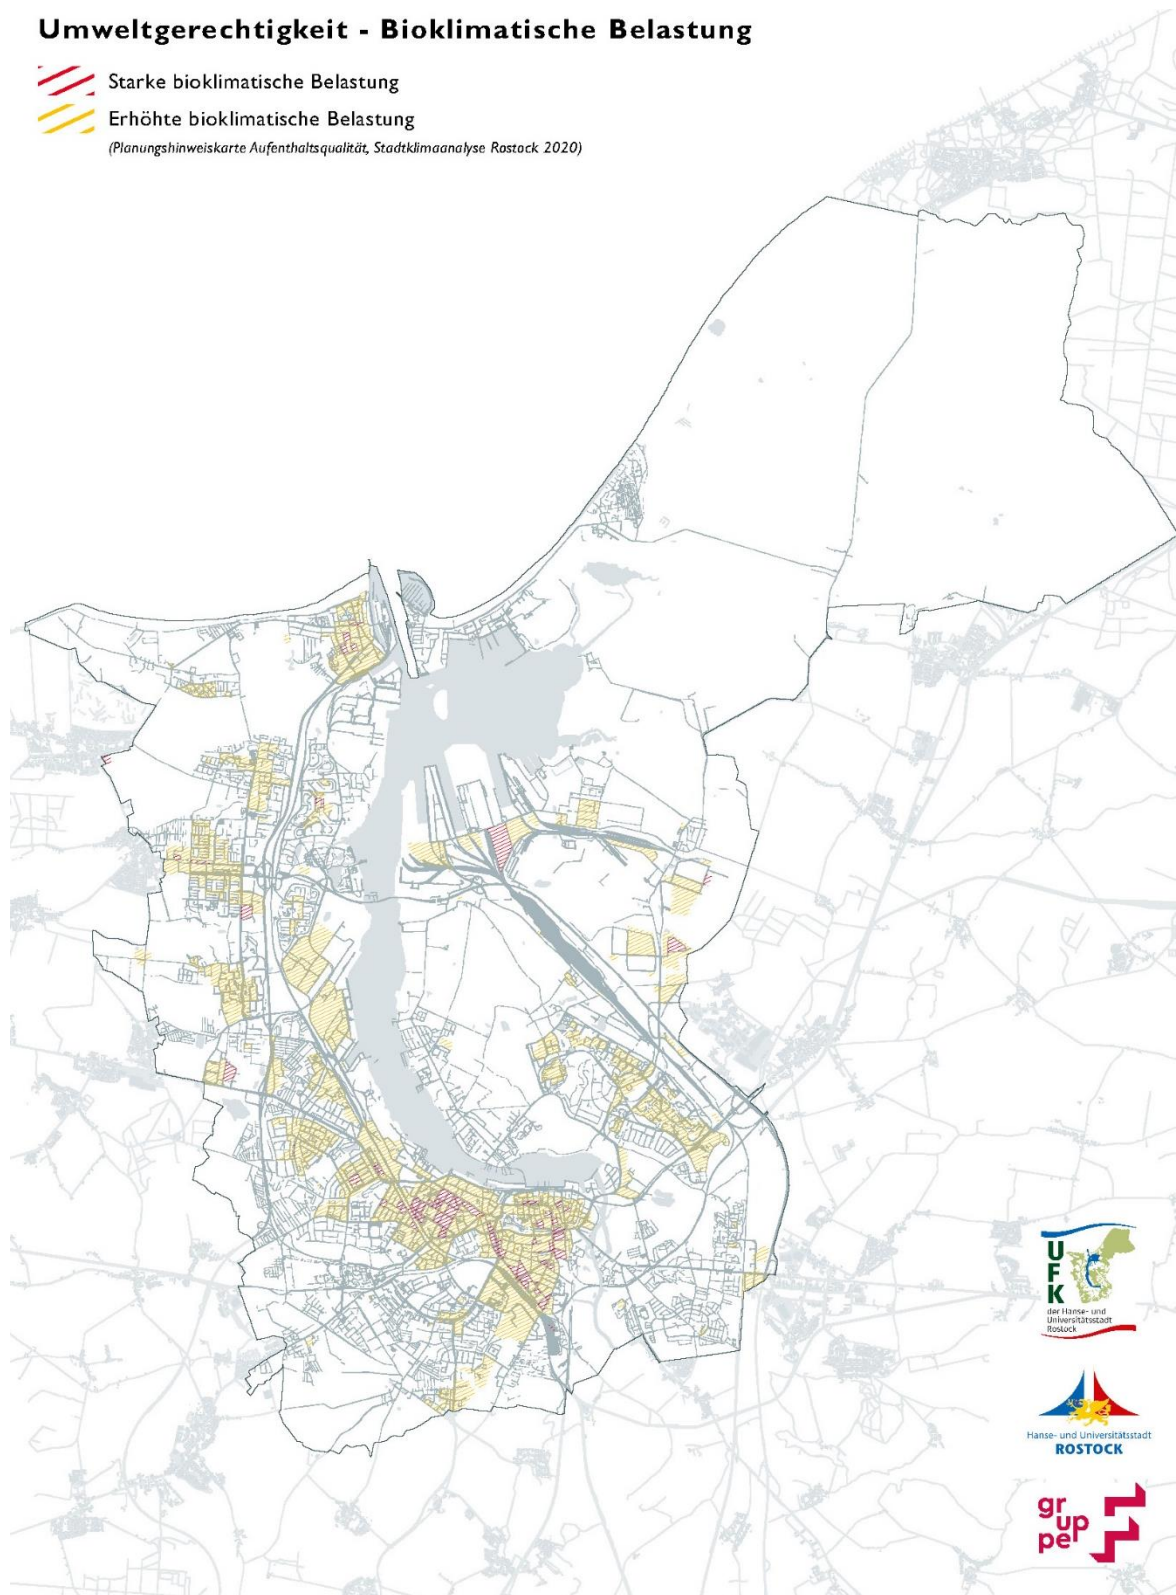 Umweltgerechtigkeit - Bioklimatische Belastung
Starke bioklimatische Belastung
Erhöhte bioklimatische Belastung
(Planungshinweiskarte Aufenthaltsqualität, Stadtklimaanalyse Rostock 2020)
UFK
der Hanse- und
Universitätsstadt
Rostock
Hanse- und Universitätsstadt
ROSTOCK
gr
up
pe
F